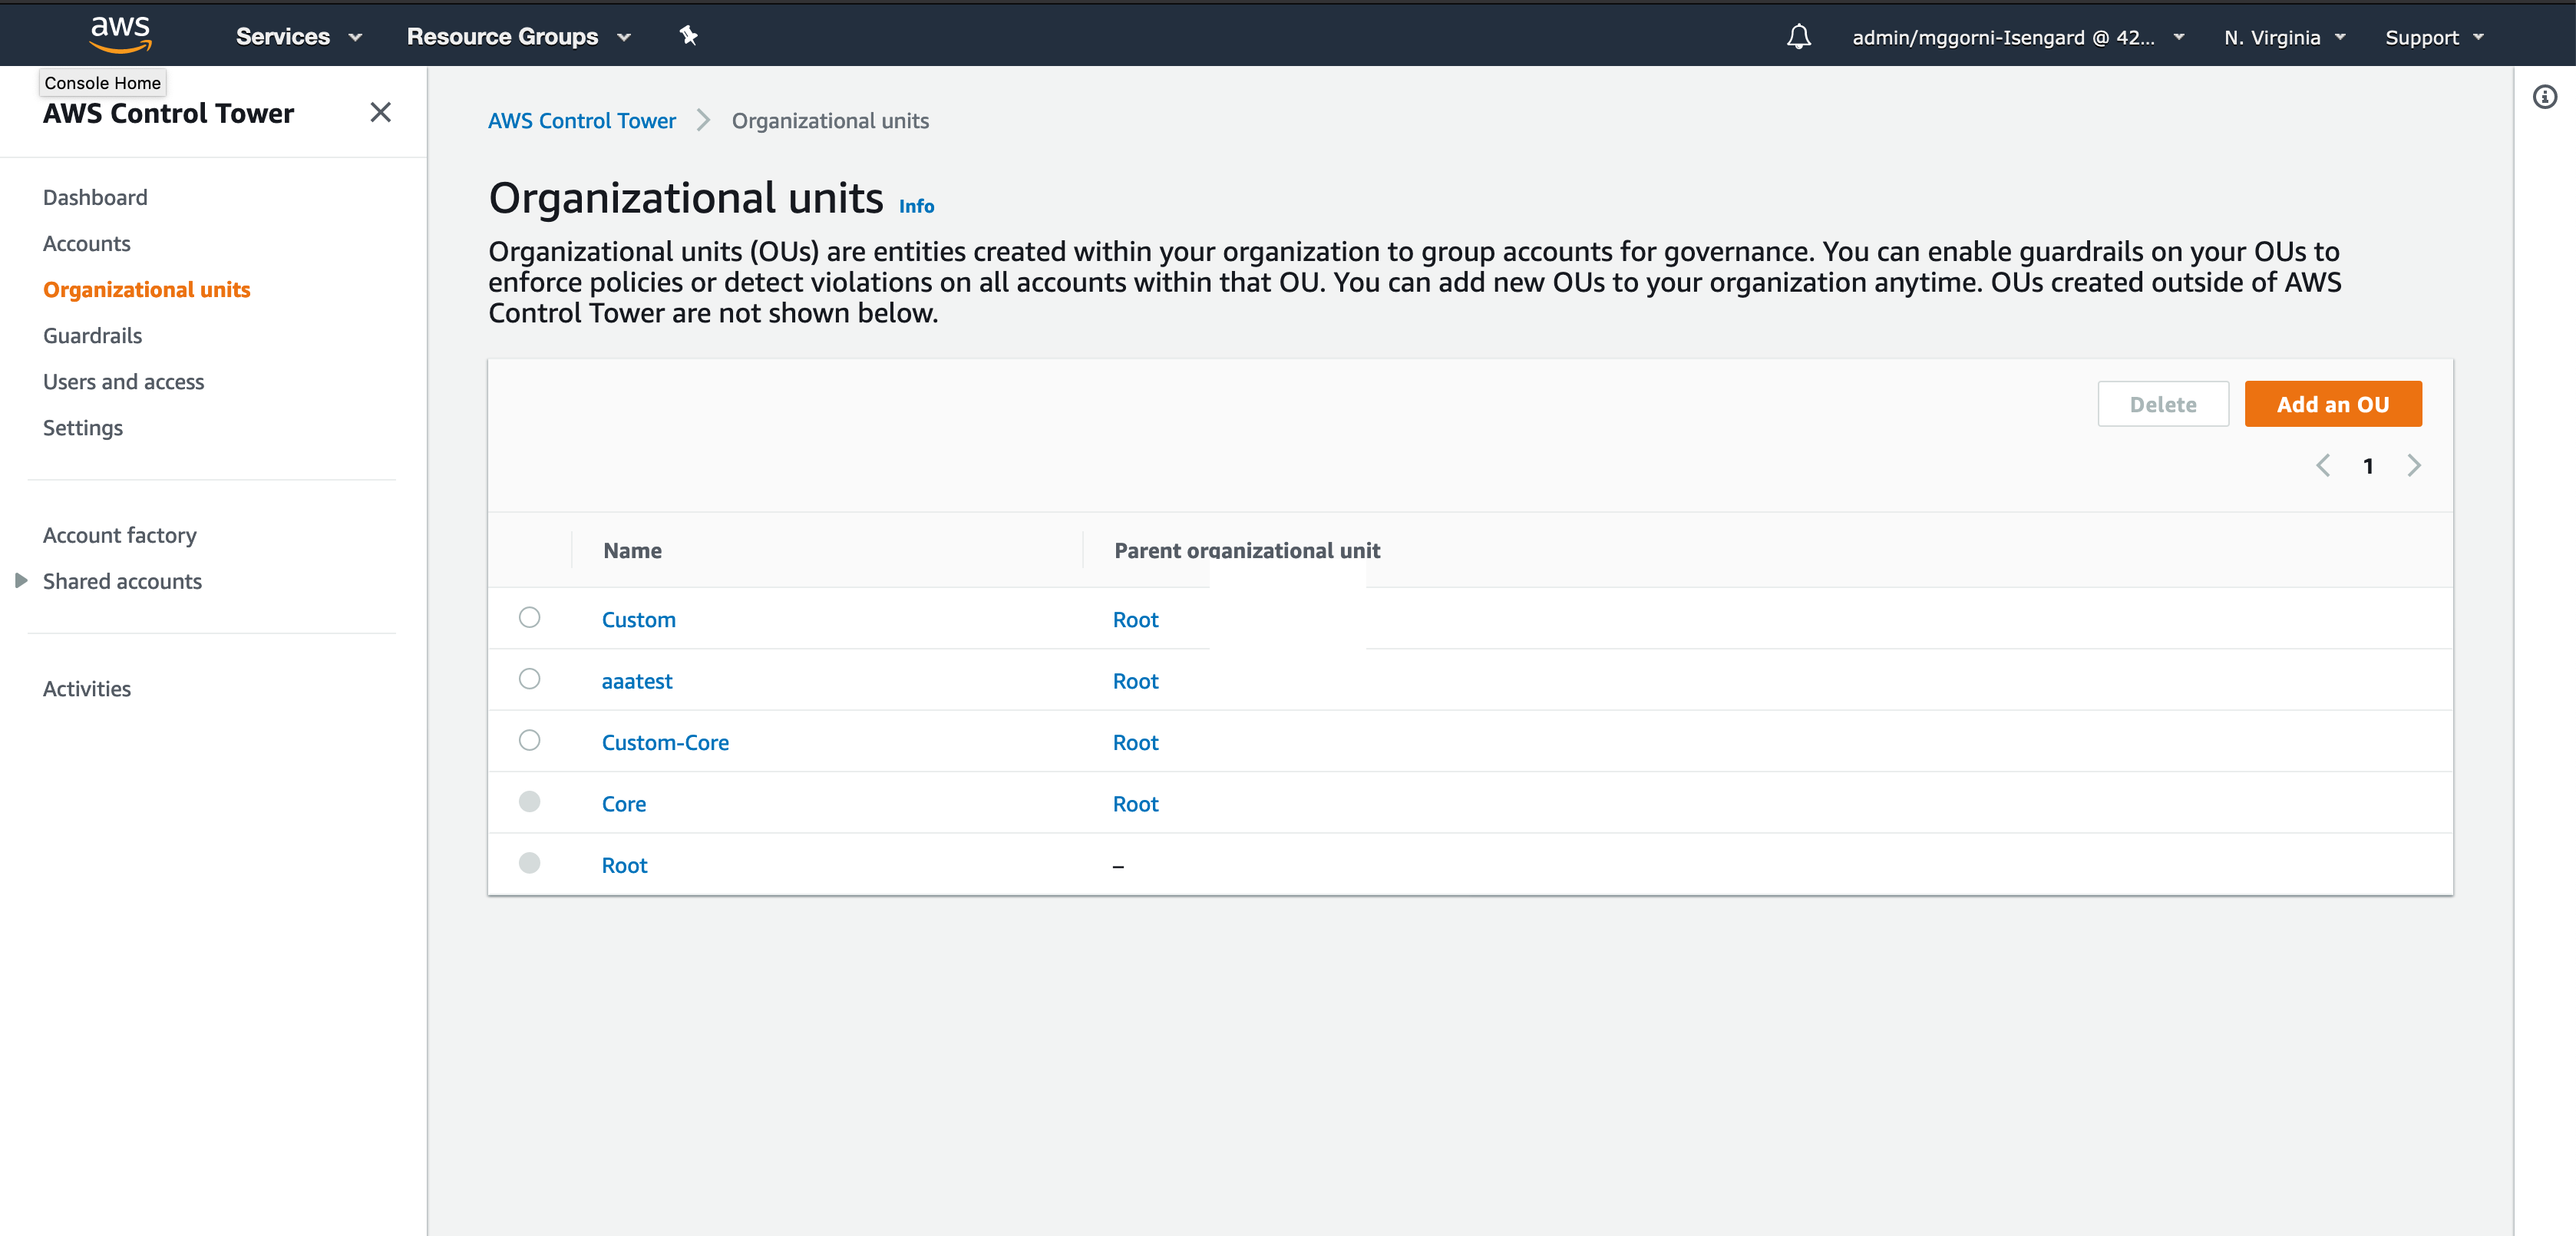 aws Services Resource Groups admin/mggorni-Isengard @ 42... N. Virginia Support
Console Home
AWS Control Tower
Dashboard
Accounts
Organizational units
Guardrails
Users and access
Settings
Account factory
Shared accounts
Activities
AWS Control Tower Organizational units
Organizational units Info
Organizational units (OUs) are entities created within your organization to group accounts for governance. You can enable guardrails on your OUs to
enforce policies or detect violations on all accounts within that OU. You can add new OUs to your organization anytime. OUs created outside of AWS
Control Tower are not shown below.
Delete Add an OU
1
Name Parent organizational unit
Custom Root
aaatest Root
Custom-Core Root
Core Root
Root –